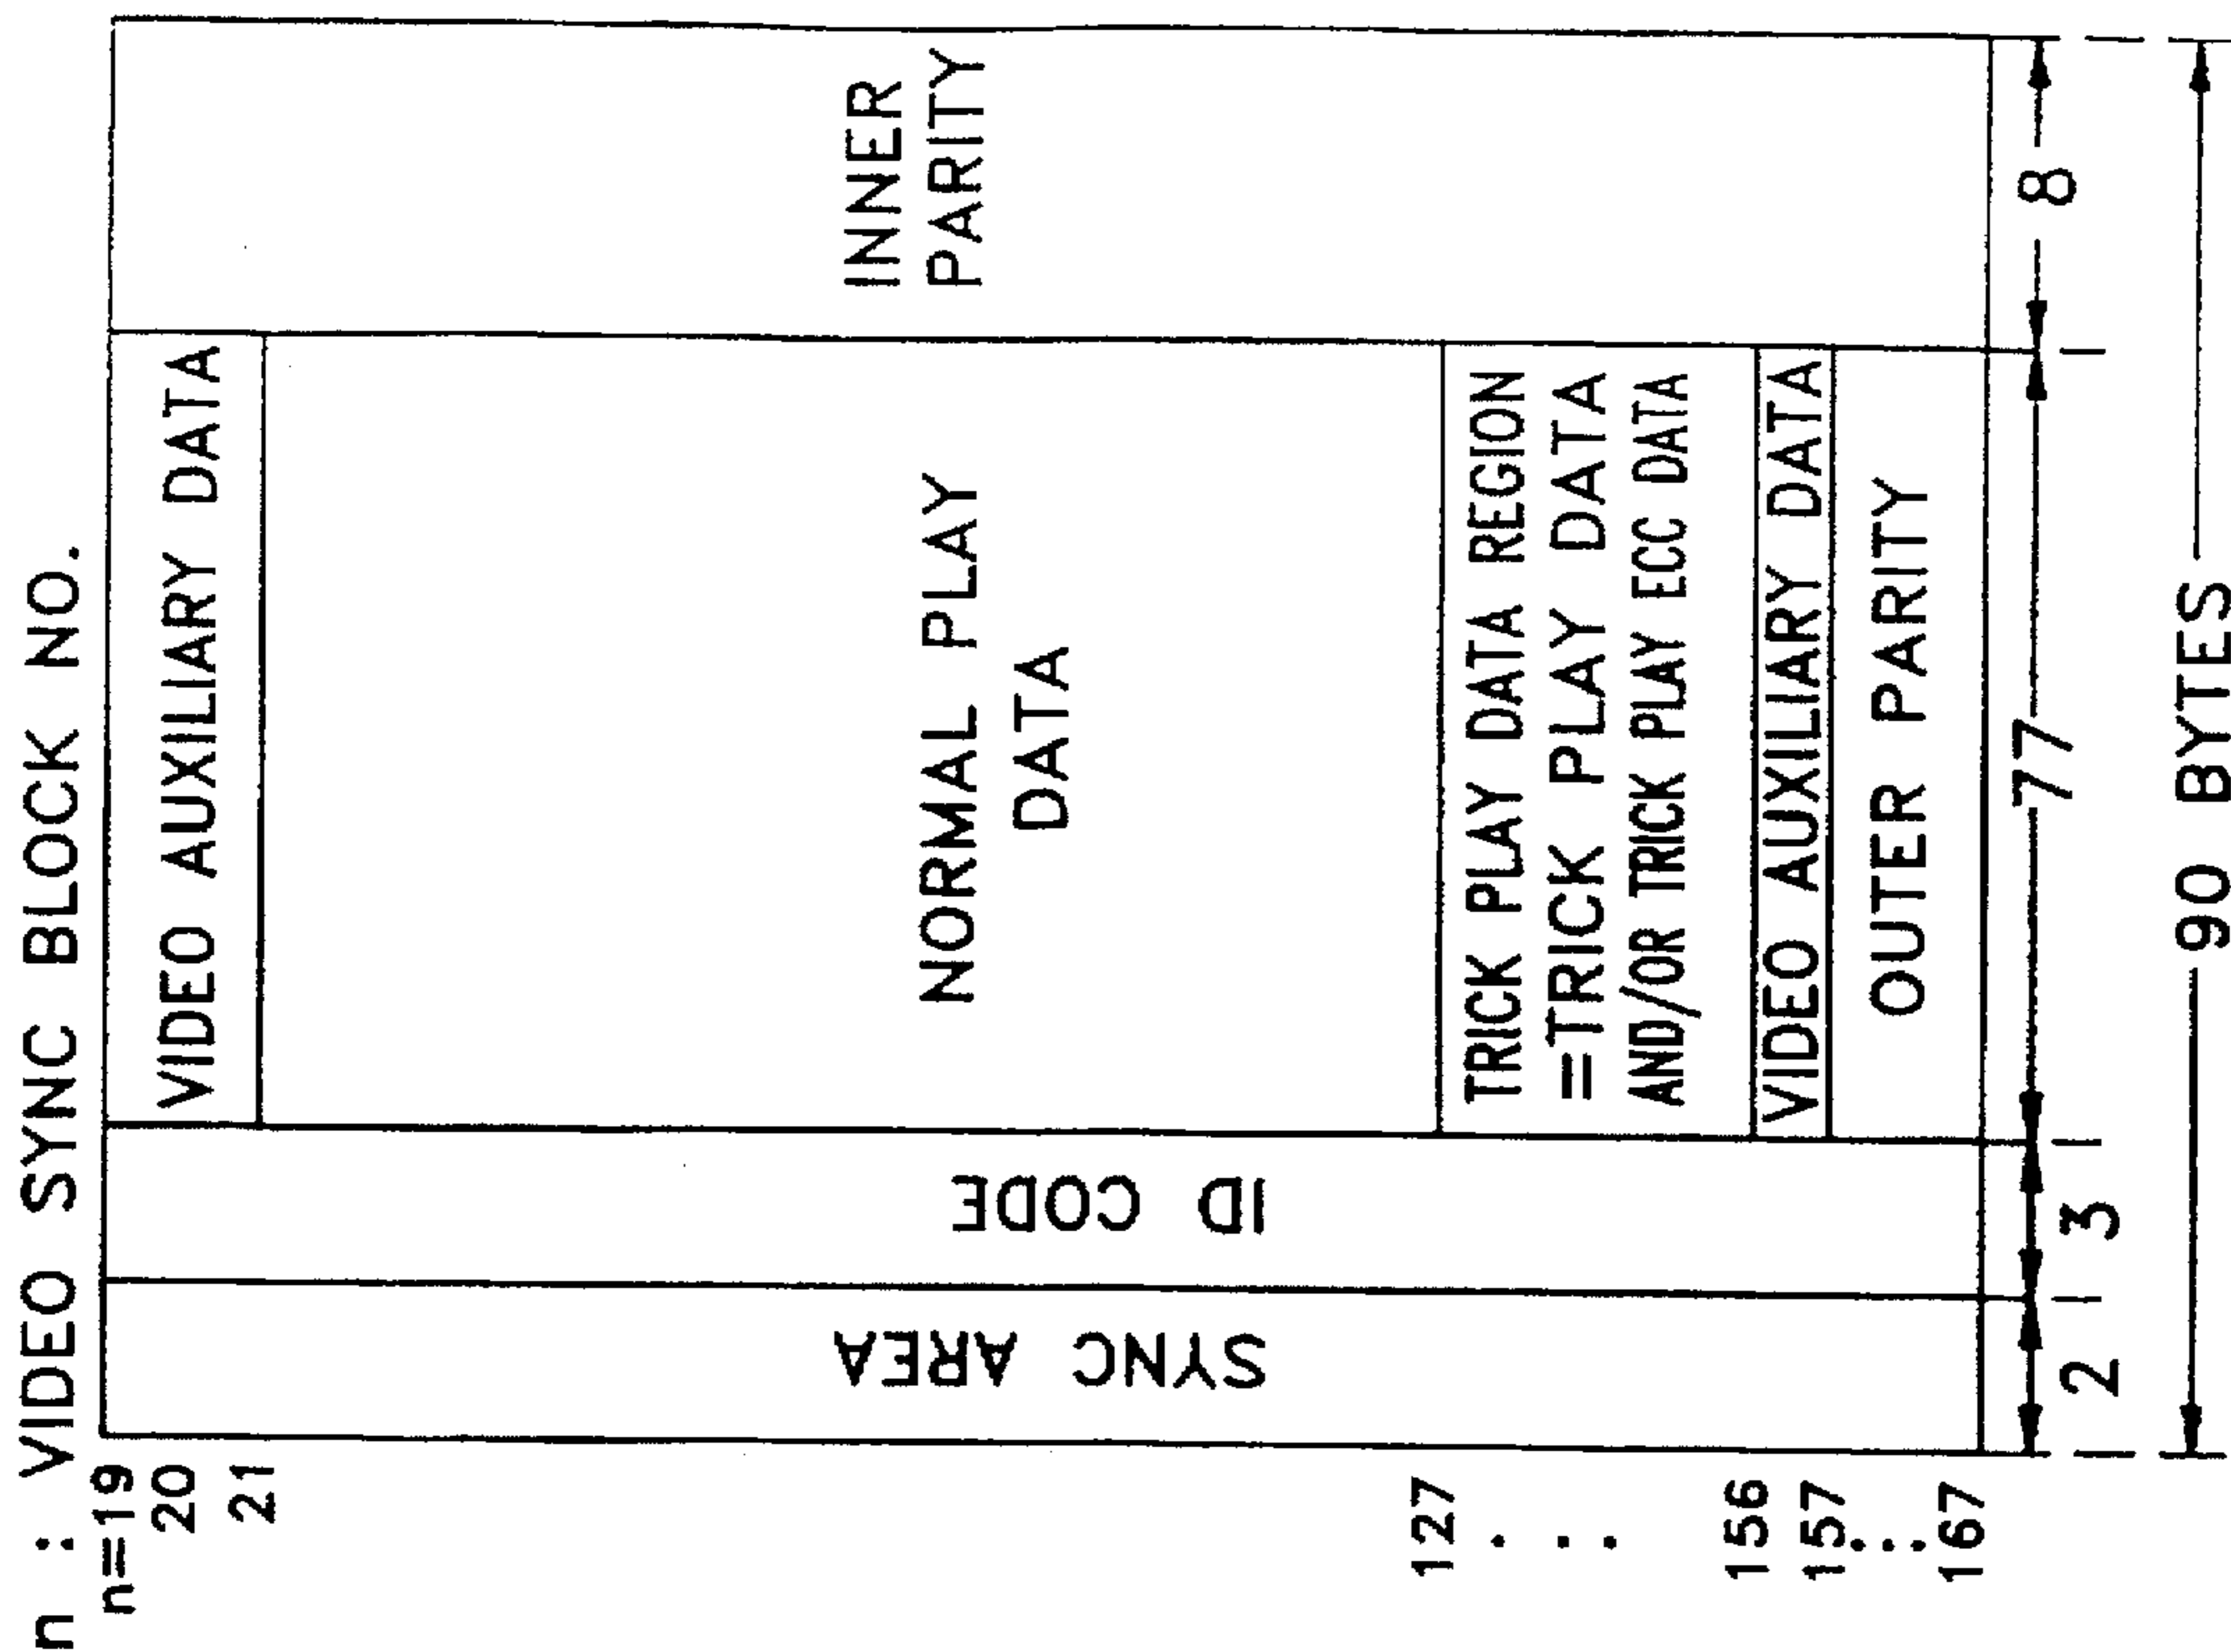 n : VIDEO SYNC BLOCK NO.
n=19
20
21
127
156
157
167
SYNC AREA
ID CODE
VIDEO AUXILIARY DATA
NORMAL PLAY
DATA
TRICK PLAY DATA REGION
=TRICK PLAY DATA
AND/OR TRICK PLAY ECC DATA
VIDEO AUXILIARY DATA
OUTER PARITY
INNER
PARITY
2
3
77
8
90 BYTES